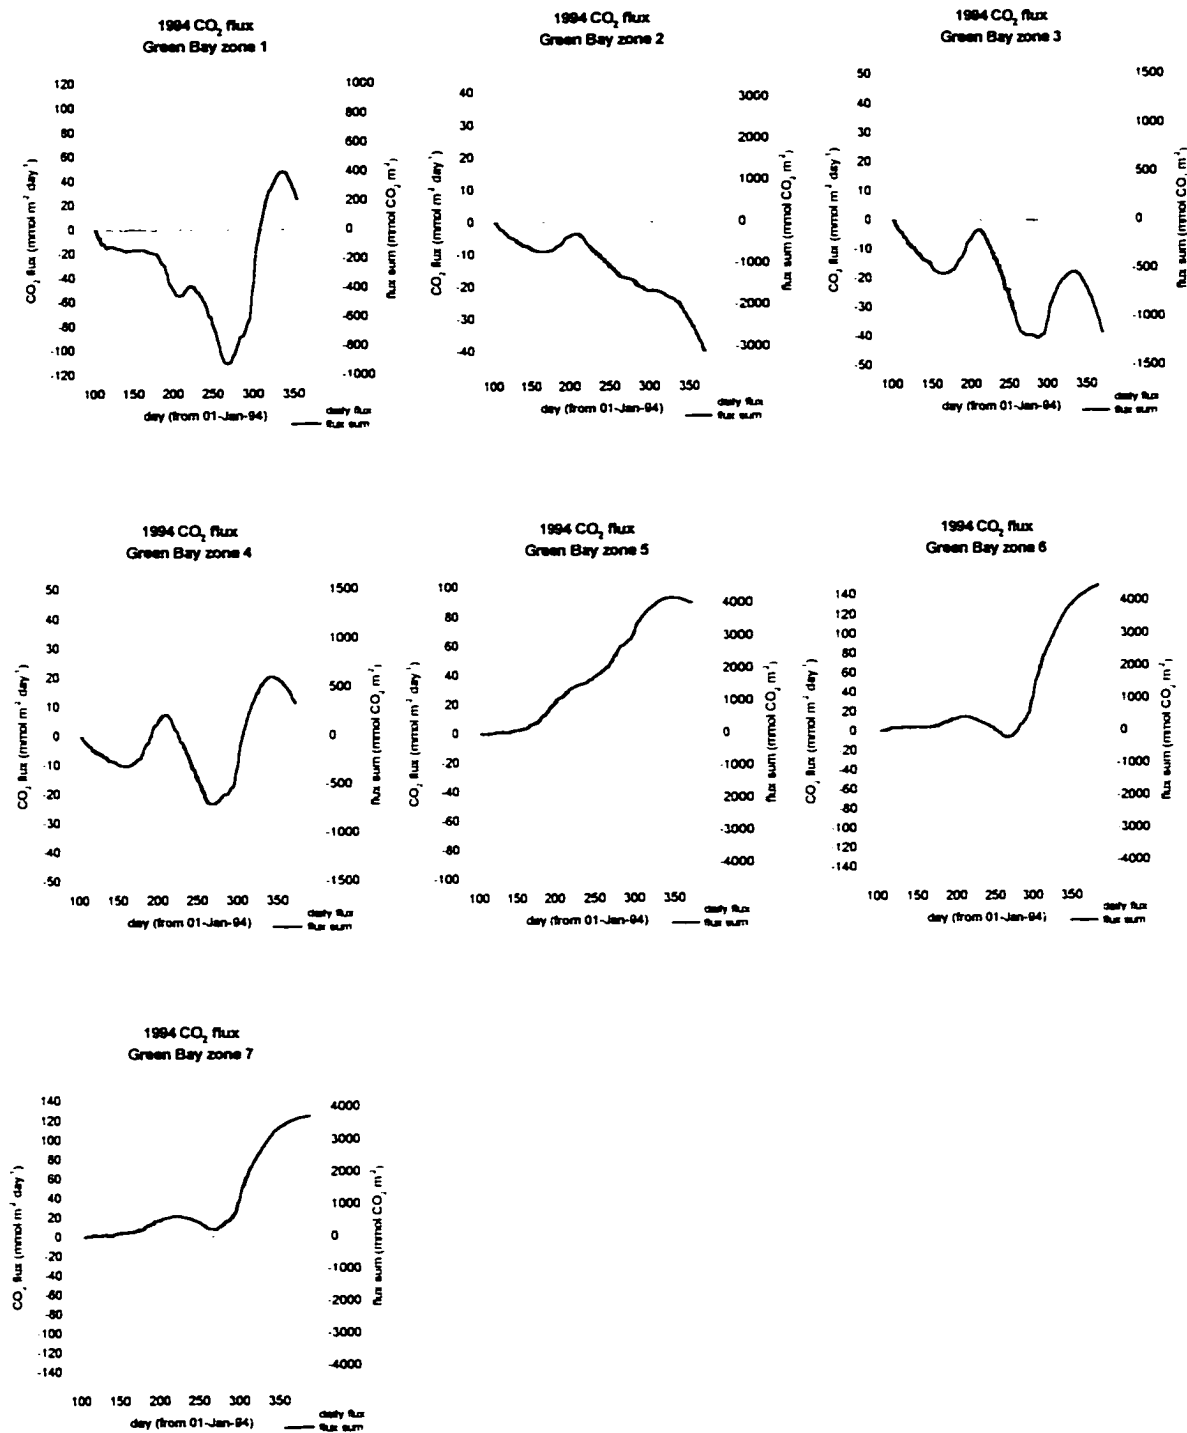 1994 CO₂ flux
Green Bay zone 1
120
100
80
60
40
20
0
-20
-40
-60
-80
-100
-120
CO₂ flux (mmol m⁻² day⁻¹)
1000
800
600
400
200
0
-200
-400
-600
-800
-1000
flux sum (mmol CO₂ m⁻²)
100 150 200 250 300 350
day (from 01-Jan-94)
daily flux
flux sum
1994 CO₂ flux
Green Bay zone 2
40
30
20
10
0
-10
-20
-30
-40
CO₂ flux (mmol m⁻² day⁻¹)
3000
2000
1000
0
-1000
-2000
-3000
flux sum (mmol CO₂ m⁻²)
100 150 200 250 300 350
day (from 01-Jan-94)
daily flux
flux sum
1994 CO₂ flux
Green Bay zone 3
50
40
30
20
10
0
-10
-20
-30
-40
-50
CO₂ flux (mmol m⁻² day⁻¹)
1500
1000
500
0
-500
-1000
-1500
flux sum (mmol CO₂ m⁻²)
100 150 200 250 300 350
day (from 01-Jan-94)
daily flux
flux sum
1994 CO₂ flux
Green Bay zone 4
50
40
30
20
10
0
-10
-20
-30
-40
-50
CO₂ flux (mmol m⁻² day⁻¹)
1500
1000
500
0
-500
-1000
-1500
flux sum (mmol CO₂ m⁻²)
100 150 200 250 300 350
day (from 01-Jan-94)
daily flux
flux sum
1994 CO₂ flux
Green Bay zone 5
100
80
60
40
20
0
-20
-40
-60
-80
-100
CO₂ flux (mmol m⁻² day⁻¹)
4000
3000
2000
1000
0
-1000
-2000
-3000
-4000
flux sum (mmol CO₂ m⁻²)
100 150 200 250 300 350
day (from 01-Jan-94)
daily flux
flux sum
1994 CO₂ flux
Green Bay zone 6
140
120
100
80
60
40
20
0
-20
-40
-60
-80
-100
-120
-140
CO₂ flux (mmol m⁻² day⁻¹)
4000
3000
2000
1000
0
-1000
-2000
-3000
-4000
flux sum (mmol CO₂ m⁻²)
100 150 200 250 300 350
day (from 01-Jan-94)
daily flux
flux sum
1994 CO₂ flux
Green Bay zone 7
140
120
100
80
60
40
20
0
-20
-40
-60
-80
-100
-120
-140
CO₂ flux (mmol m⁻² day⁻¹)
4000
3000
2000
1000
0
-1000
-2000
-3000
-4000
flux sum (mmol CO₂ m⁻²)
100 150 200 250 300 350
day (from 01-Jan-94)
daily flux
flux sum